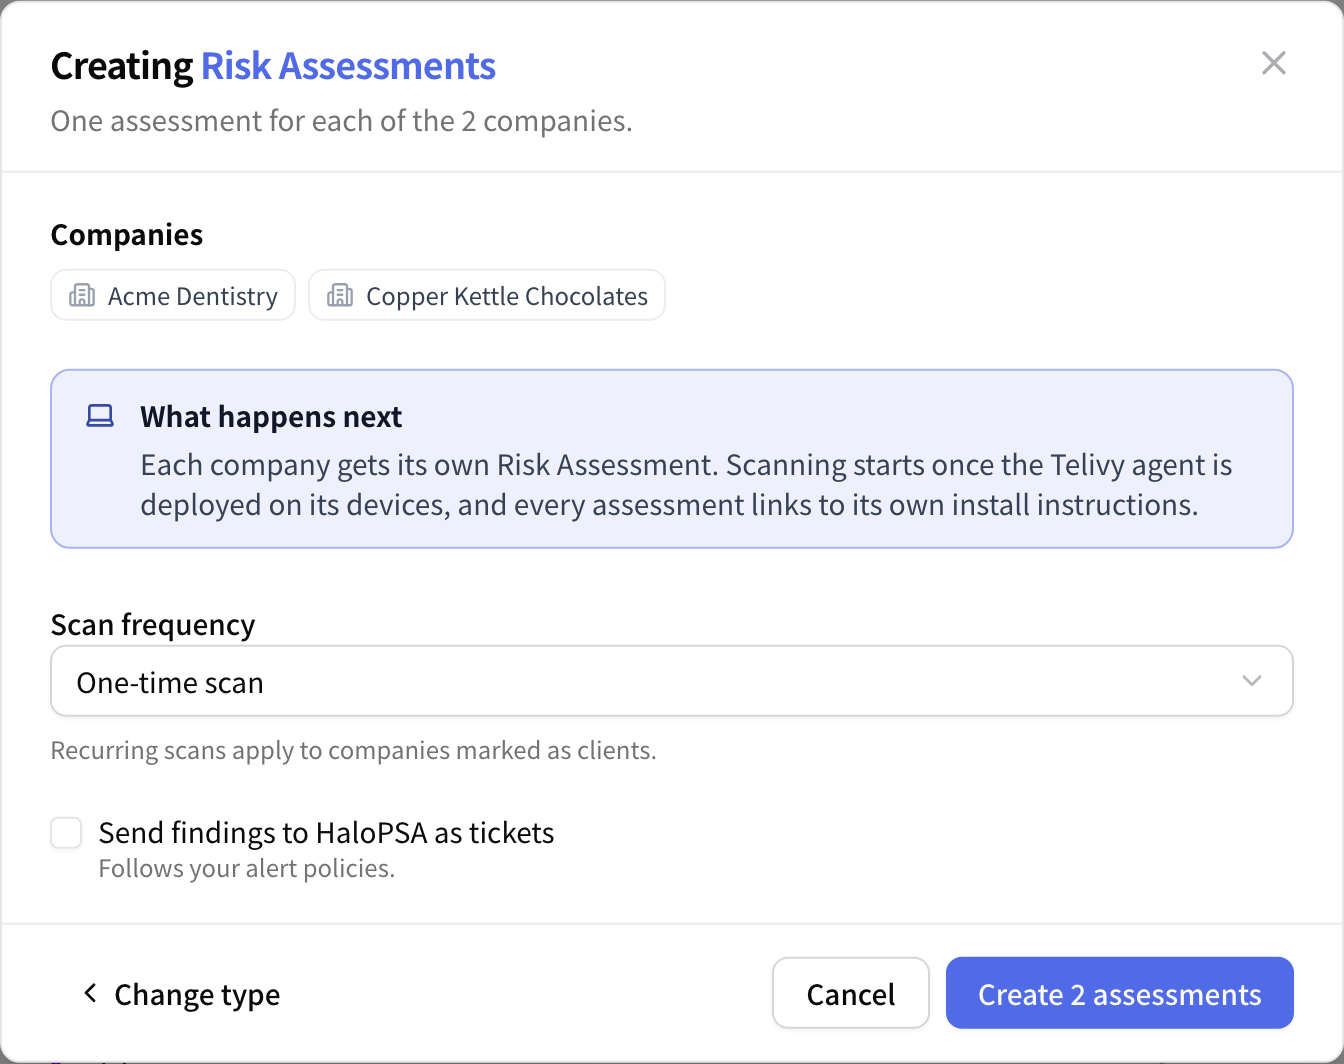 Creating Risk Assessments
One assessment for each of the 2 companies.
Companies
Acme Dentistry
Copper Kettle Chocolates
What happens next
Each company gets its own Risk Assessment. Scanning starts once the Telivy agent is
deployed on its devices, and every assessment links to its own install instructions.
Scan frequency
One-time scan
Recurring scans apply to companies marked as clients.
Send findings to HaloPSA as tickets
Follows your alert policies.
Change type
Cancel
Create 2 assessments